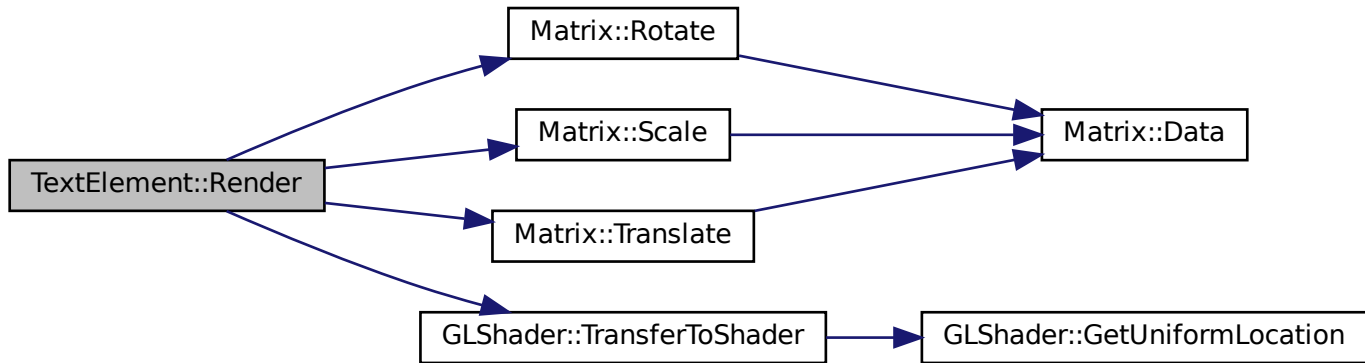 Matrix::Rotate
Matrix::Scale
Matrix::Data
TextElement::Render
Matrix::Translate
GLShader::TransferToShader
GLShader::GetUniformLocation